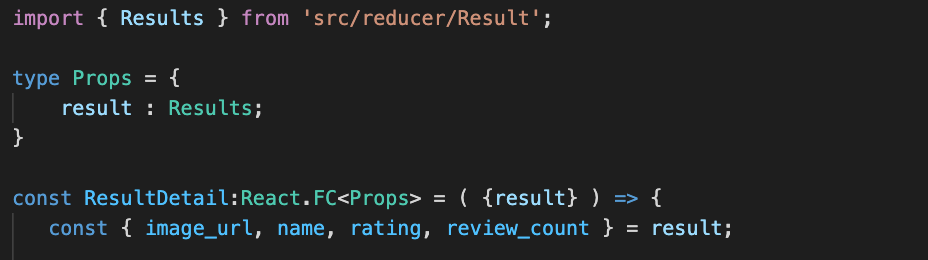 import { Results } from 'src/reducer/Result';
type Props = {
result : Results;
}
const ResultDetail:React.FC<Props> = ( {result} ) => {
const { image_url, name, rating, review_count } = result;